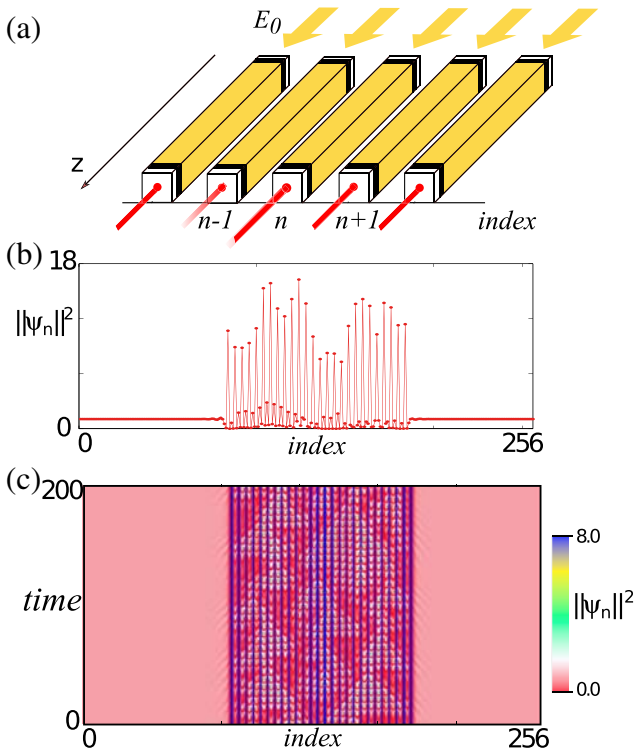 (a)
E₀
z
n-1 n n+1 index
(b)
18
||ψₙ||²
0
0 index 256
(c)
200
time
0
0 index 256
8.0
||ψₙ||²
0.0